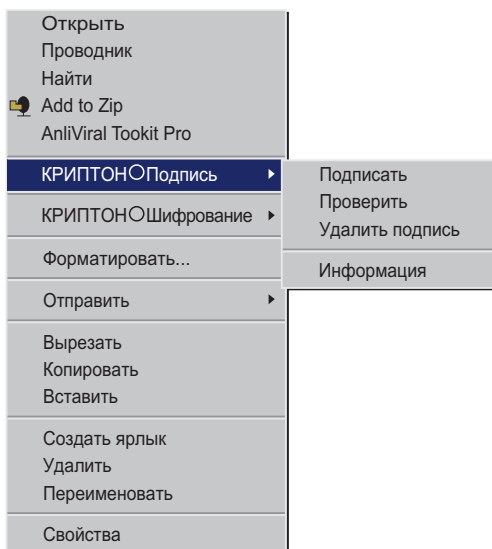 Открыть
Проводник
Найти
Add to Zip
AnliViral Tookit Pro
КРИПТОН○Подпись
КРИПТОН○Шифрование
Форматировать...
Отправить
Вырезать
Копировать
Вставить
Создать ярлык
Удалить
Переименовать
Свойства
Подписать
Проверить
Удалить подпись
Информация